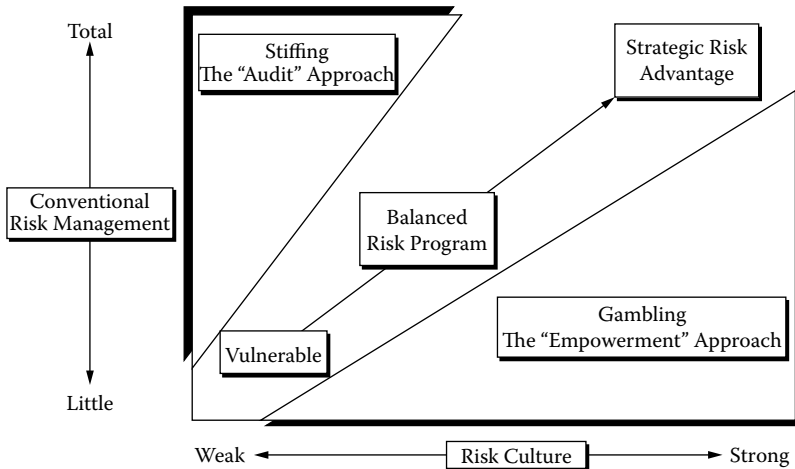 Total
Stiffing
The “Audit” Approach
Strategic Risk
Advantage
Conventional
Risk Management
Balanced
Risk Program
Gambling
The “Empowerment” Approach
Vulnerable
Little
Weak
Risk Culture
Strong